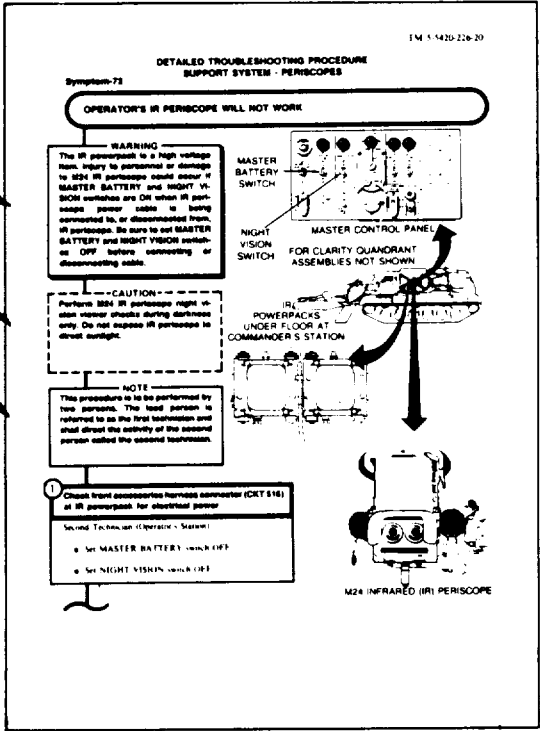 TM 5-5420-226-20
DETAILED TROUBLESHOOTING PROCEDURE
SUPPORT SYSTEM - PERISCOPES
Symptom-72
OPERATOR'S IR PERISCOPE WILL NOT WORK
WARNING
The IR powerpack is a high voltage
item. Injury to personnel or damage
to M24 IR periscope could occur if
MASTER BATTERY and NIGHT VI-
SION switches are ON when IR peri-
scope power cable is being
connected to, or disconnected from,
IR periscope. Be sure to set MASTER
BATTERY and NIGHT VISION switch-
es OFF before connecting or
disconnecting cable.
CAUTION
Perform M24 IR periscope night vi-
sion viewer checks during darkness
only. Do not expose IR periscope to
direct sunlight.
NOTE
This procedure is to be performed by
two persons. The lead person is
referred to as the first technician and
shall direct the activity of the second
person called the second technician.
MASTER
BATTERY
SWITCH
NIGHT
VISION
SWITCH
MASTER CONTROL PANEL
FOR CLARITY QUADRANT
ASSEMBLIES NOT SHOWN
IR
POWERPACKS
UNDER FLOOR AT
COMMANDER'S STATION
1
Check front accessories harness connector (CKT 516)
at IR powerpack for electrical power
Second Technician (Operator's Station)
• Set MASTER BATTERY switch OFF
• Set NIGHT VISION switch OFF
M24 INFRARED (IR) PERISCOPE